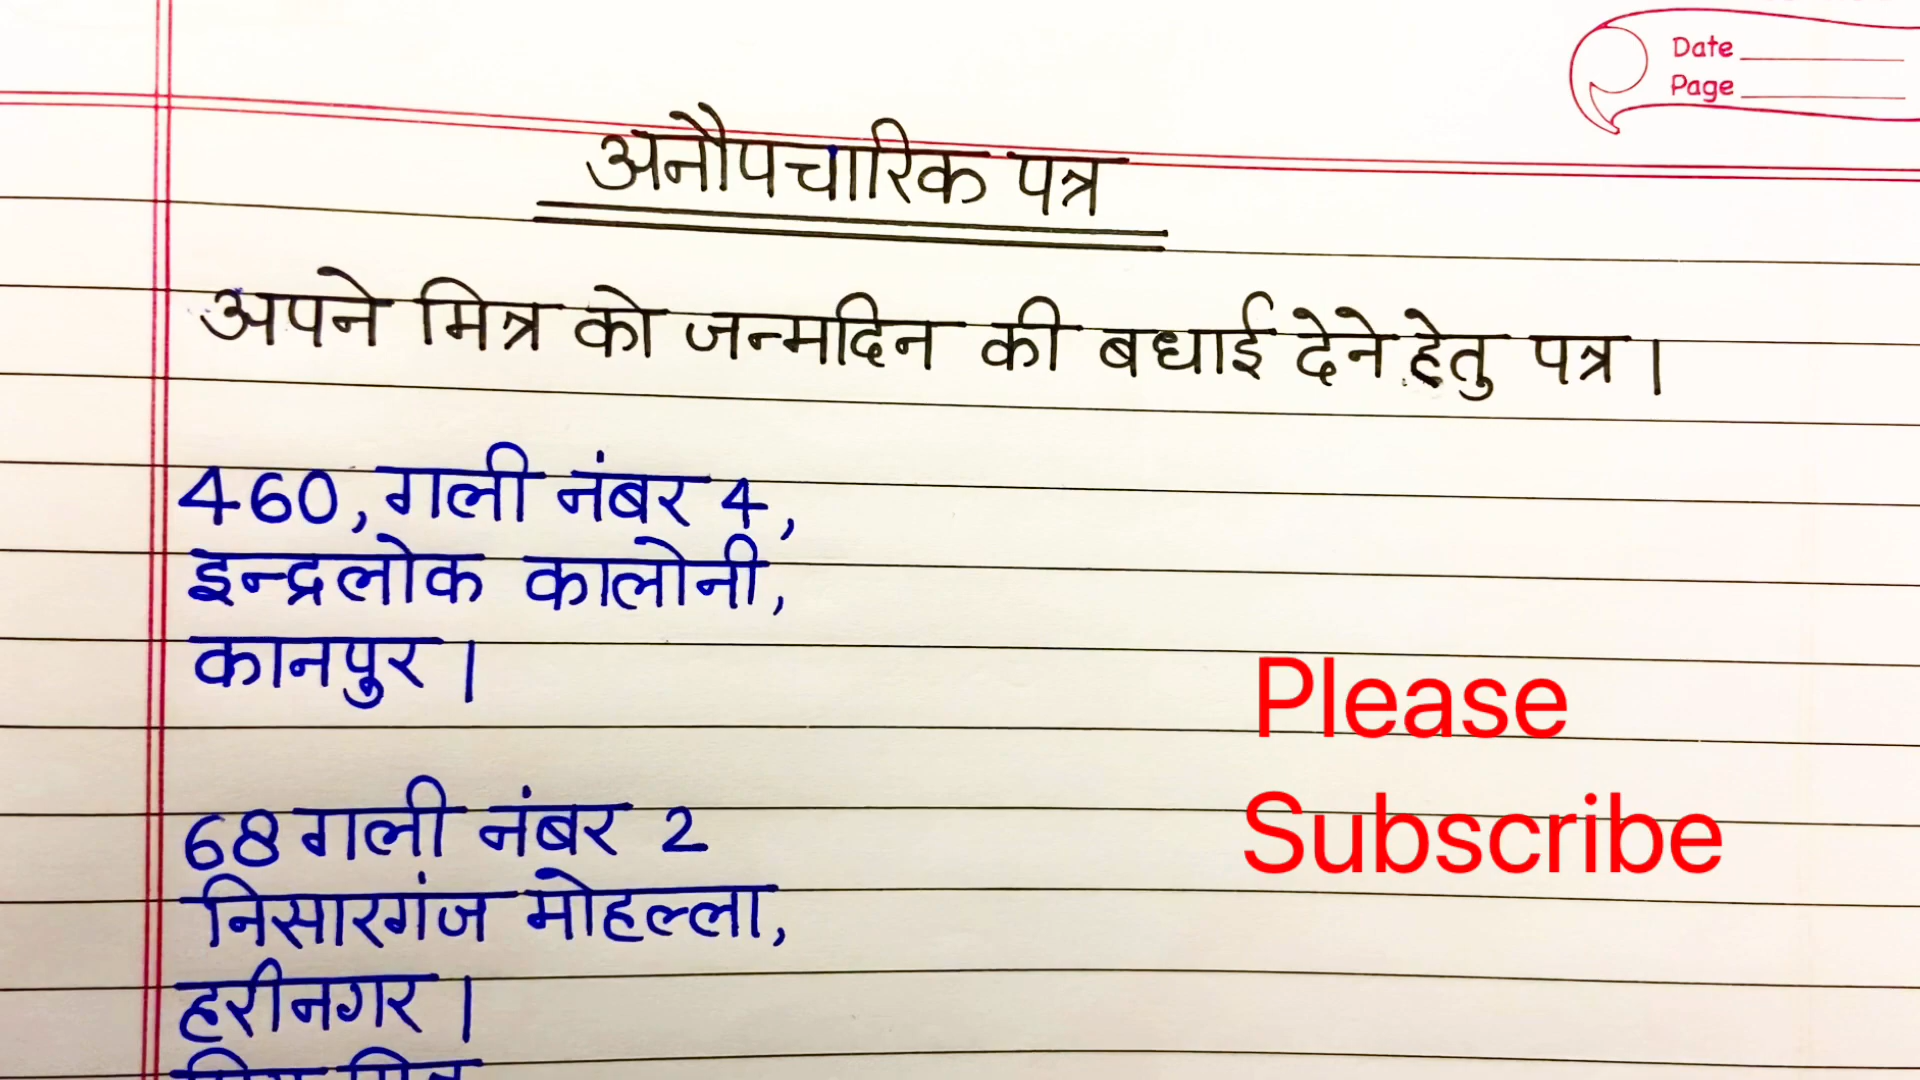 Date
Page
अनौपचारिक पत्र
अपने मित्र को जन्मदिन की बधाई देने हेतु पत्र।
460, गली नंबर 4,
इन्द्रलोक कालोनी,
कानपुर।
Please
Subscribe
68 गली नंबर 2
निसारगंज मोहल्ला,
हरीनगर।